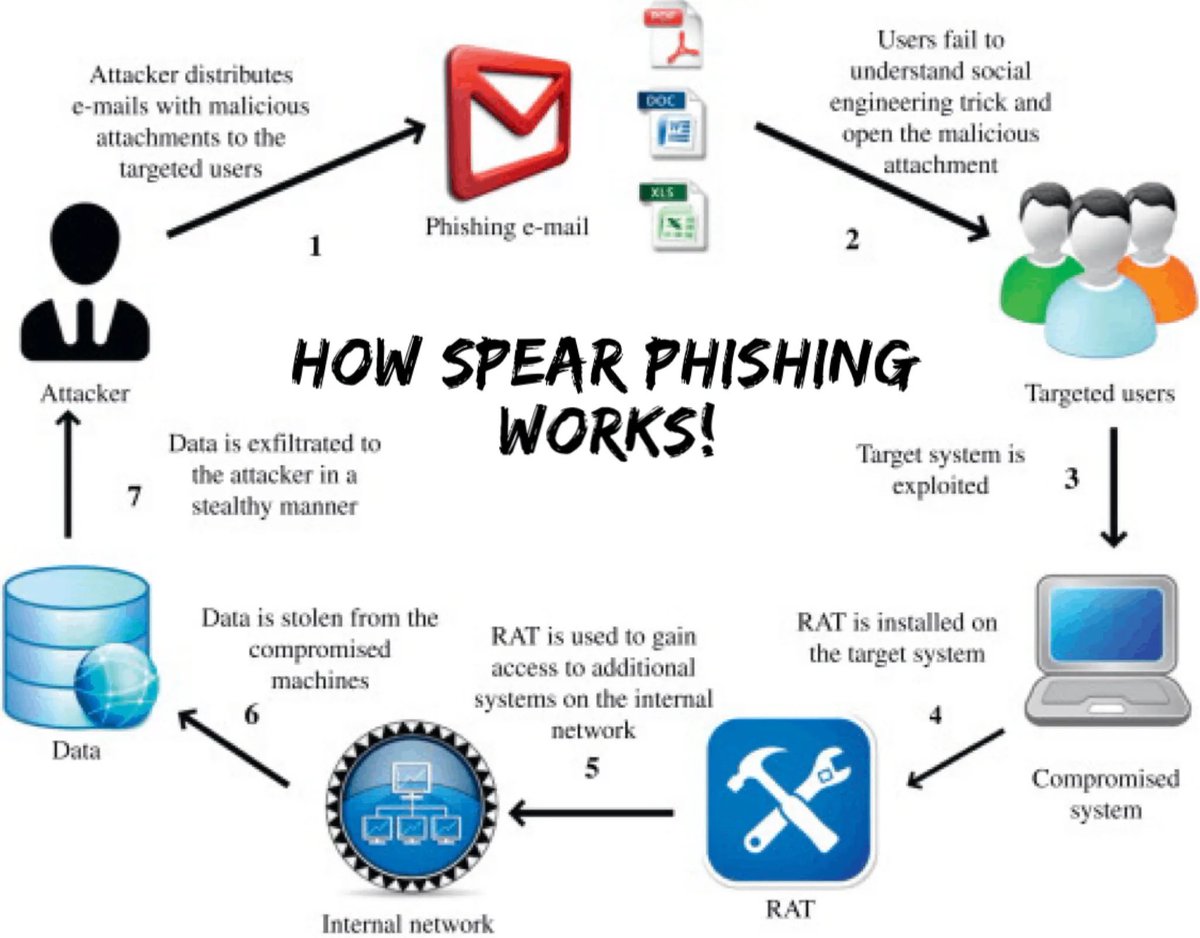 Attacker distributes
e-mails with malicious
attachments to the
targeted users
1
Attacker
Phishing e-mail
PDF
DOC
XLS
Users fail to
understand social
engineering trick and
open the malicious
attachment
2
Targeted users
HOW SPEAR PHISHING
WORKS!
Target system is
exploited
3
Compromised
system
RAT is installed on
the target system
4
RAT
RAT is used to gain
access to additional
systems on the internal
network
5
Internal network
Data is stolen from the
compromised
machines
6
Data
Data is exfiltrated to
the attacker in a
stealthy manner
7